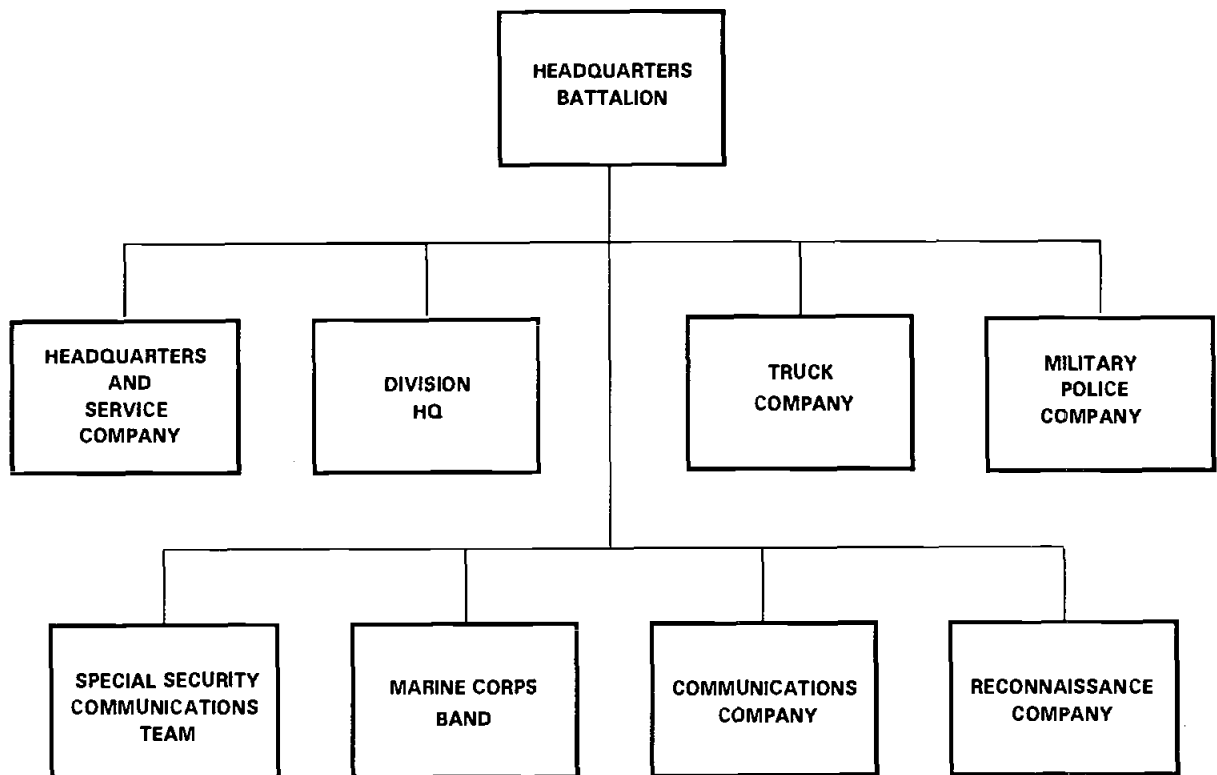 HEADQUARTERS
BATTALION
HEADQUARTERS
AND
SERVICE
COMPANY
DIVISION
HQ
TRUCK
COMPANY
MILITARY
POLICE
COMPANY
SPECIAL SECURITY
COMMUNICATIONS
TEAM
MARINE CORPS
BAND
COMMUNICATIONS
COMPANY
RECONNAISSANCE
COMPANY